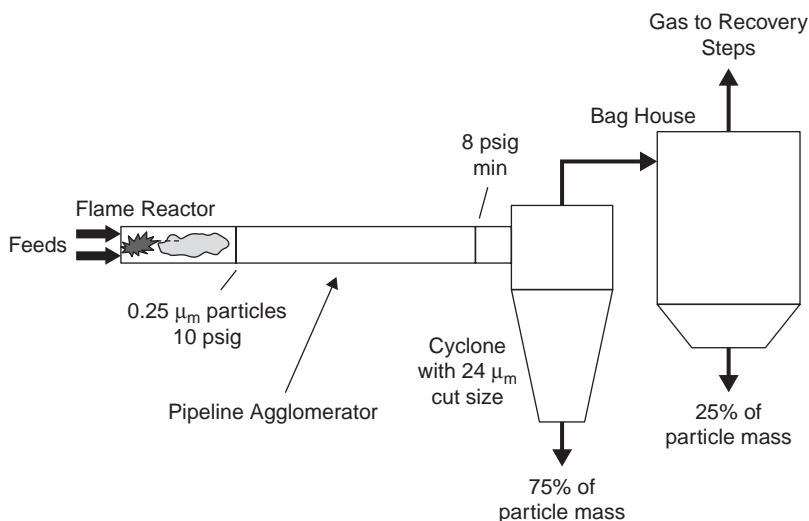 Gas to Recovery
Steps
Bag House
8 psig
min
Flame Reactor
Feeds
0.25 μm particles
10 psig
Cyclone
with 24 μm
cut size
Pipeline Agglomerator
25% of
particle mass
75% of
particle mass